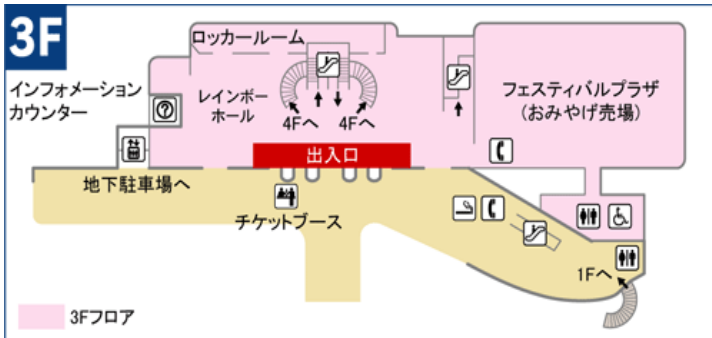 3F
ロッカールーム
インフォメーション
カウンター
レインボー
ホール
フェスティバルプラザ
(おみやげ売場)
4Fへ 4Fへ
出入口
地下駐車場へ
チケットブース
1Fへ
3Fフロア